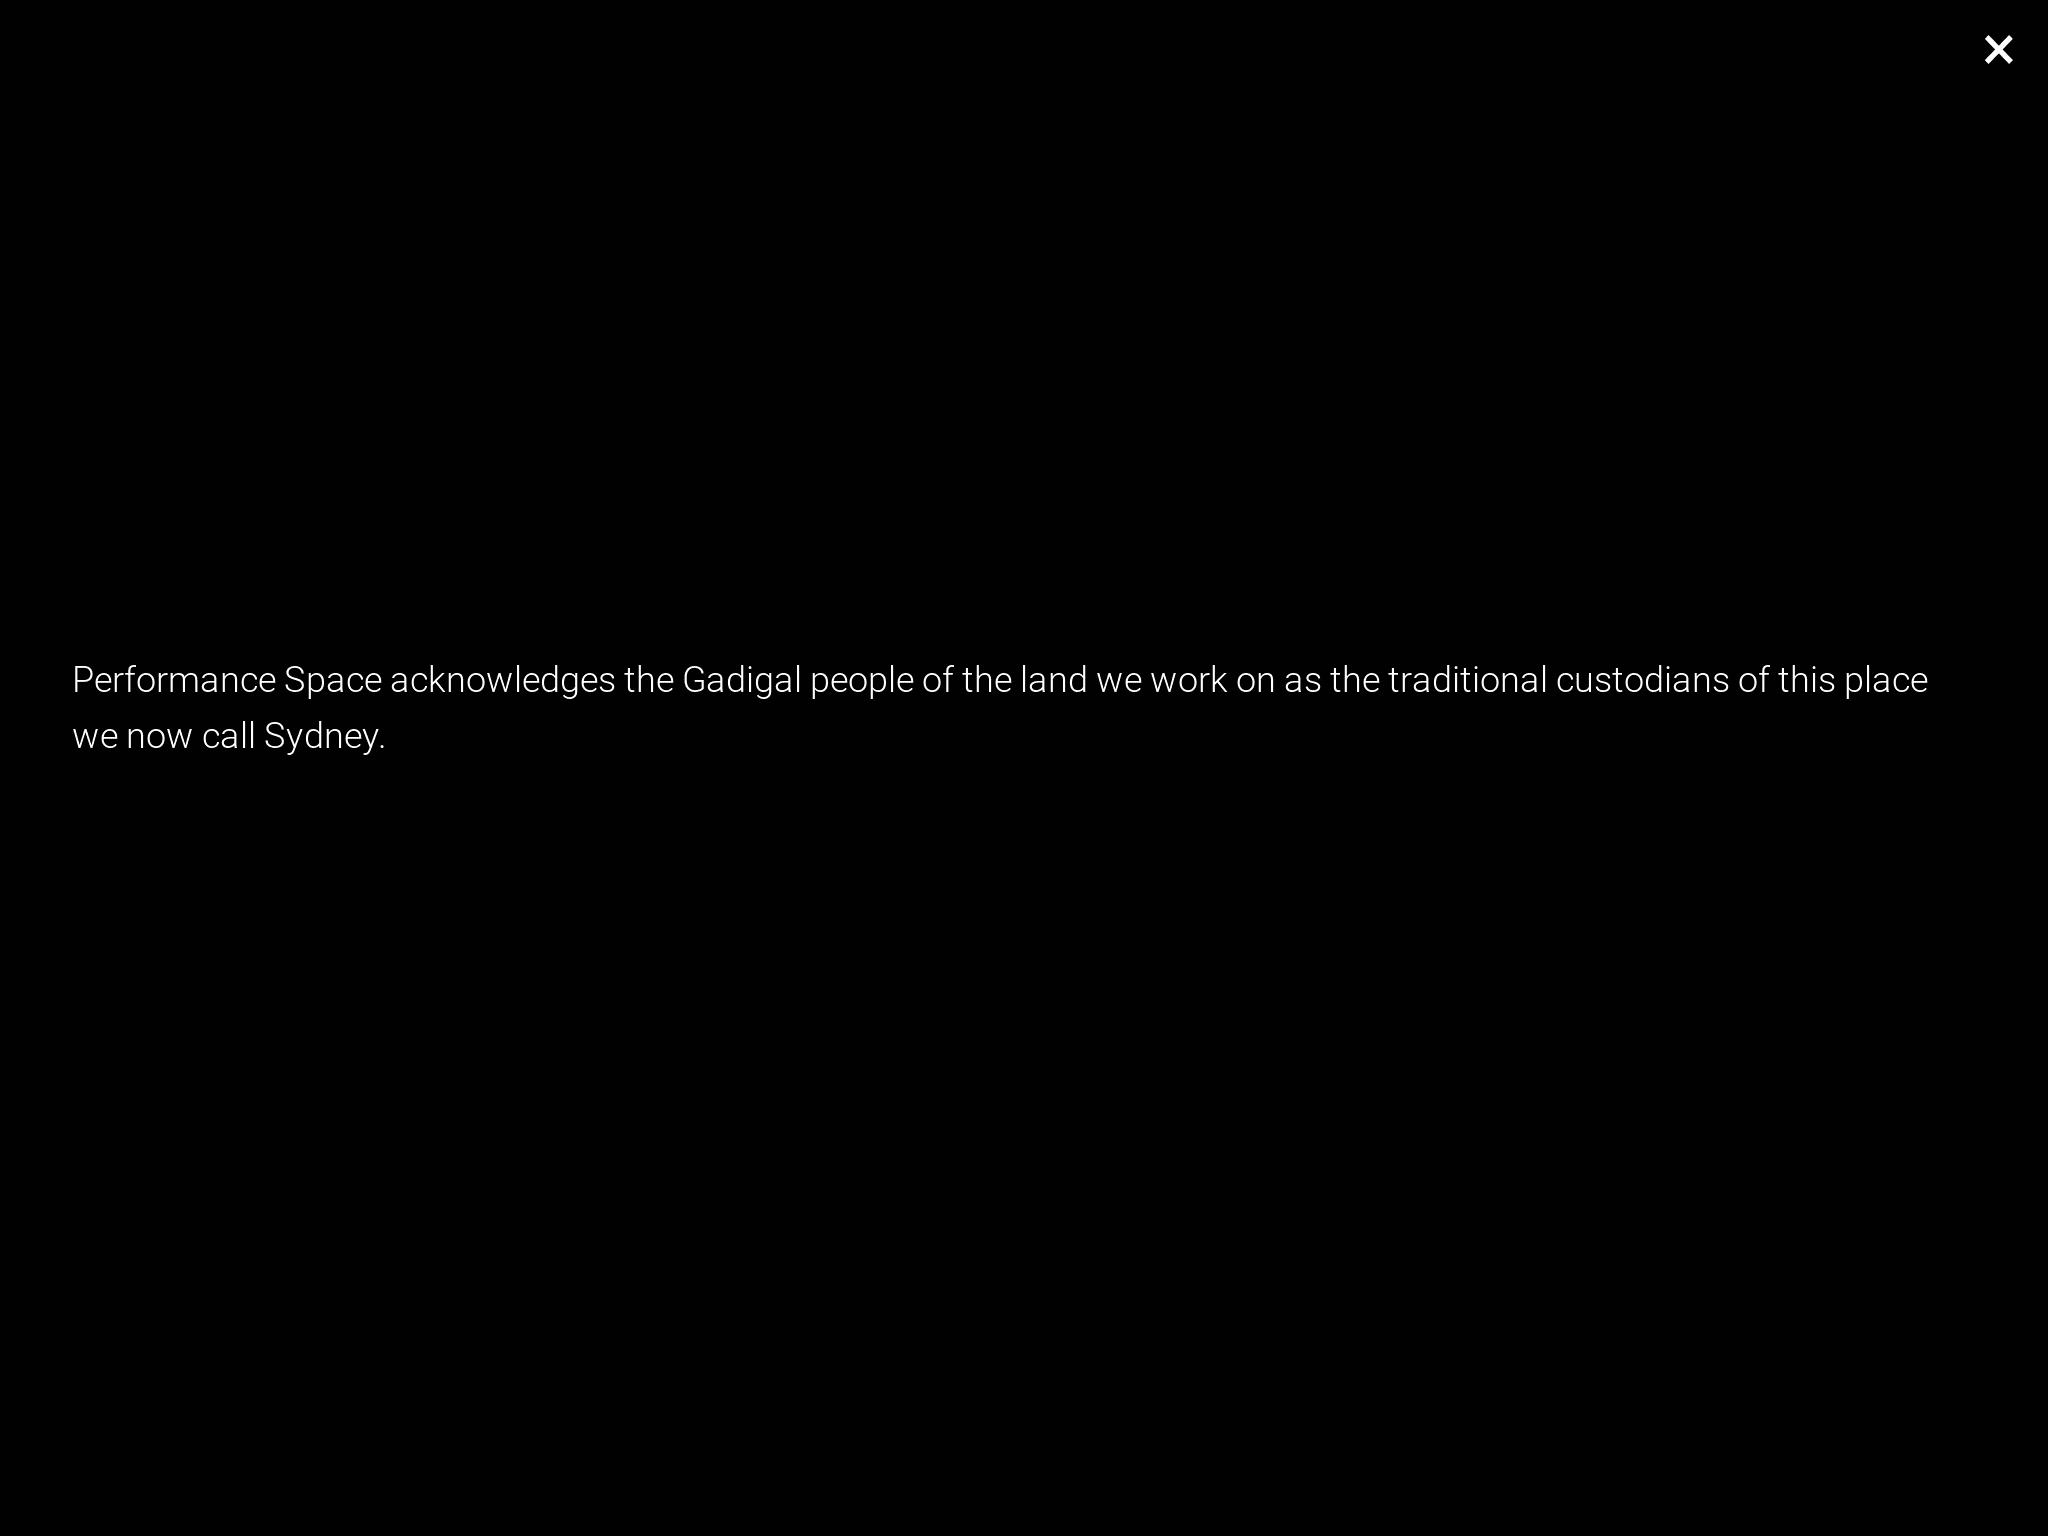 Performance Space acknowledges the Gadigal people of the land we work on as the traditional custodians of this place
we now call Sydney.